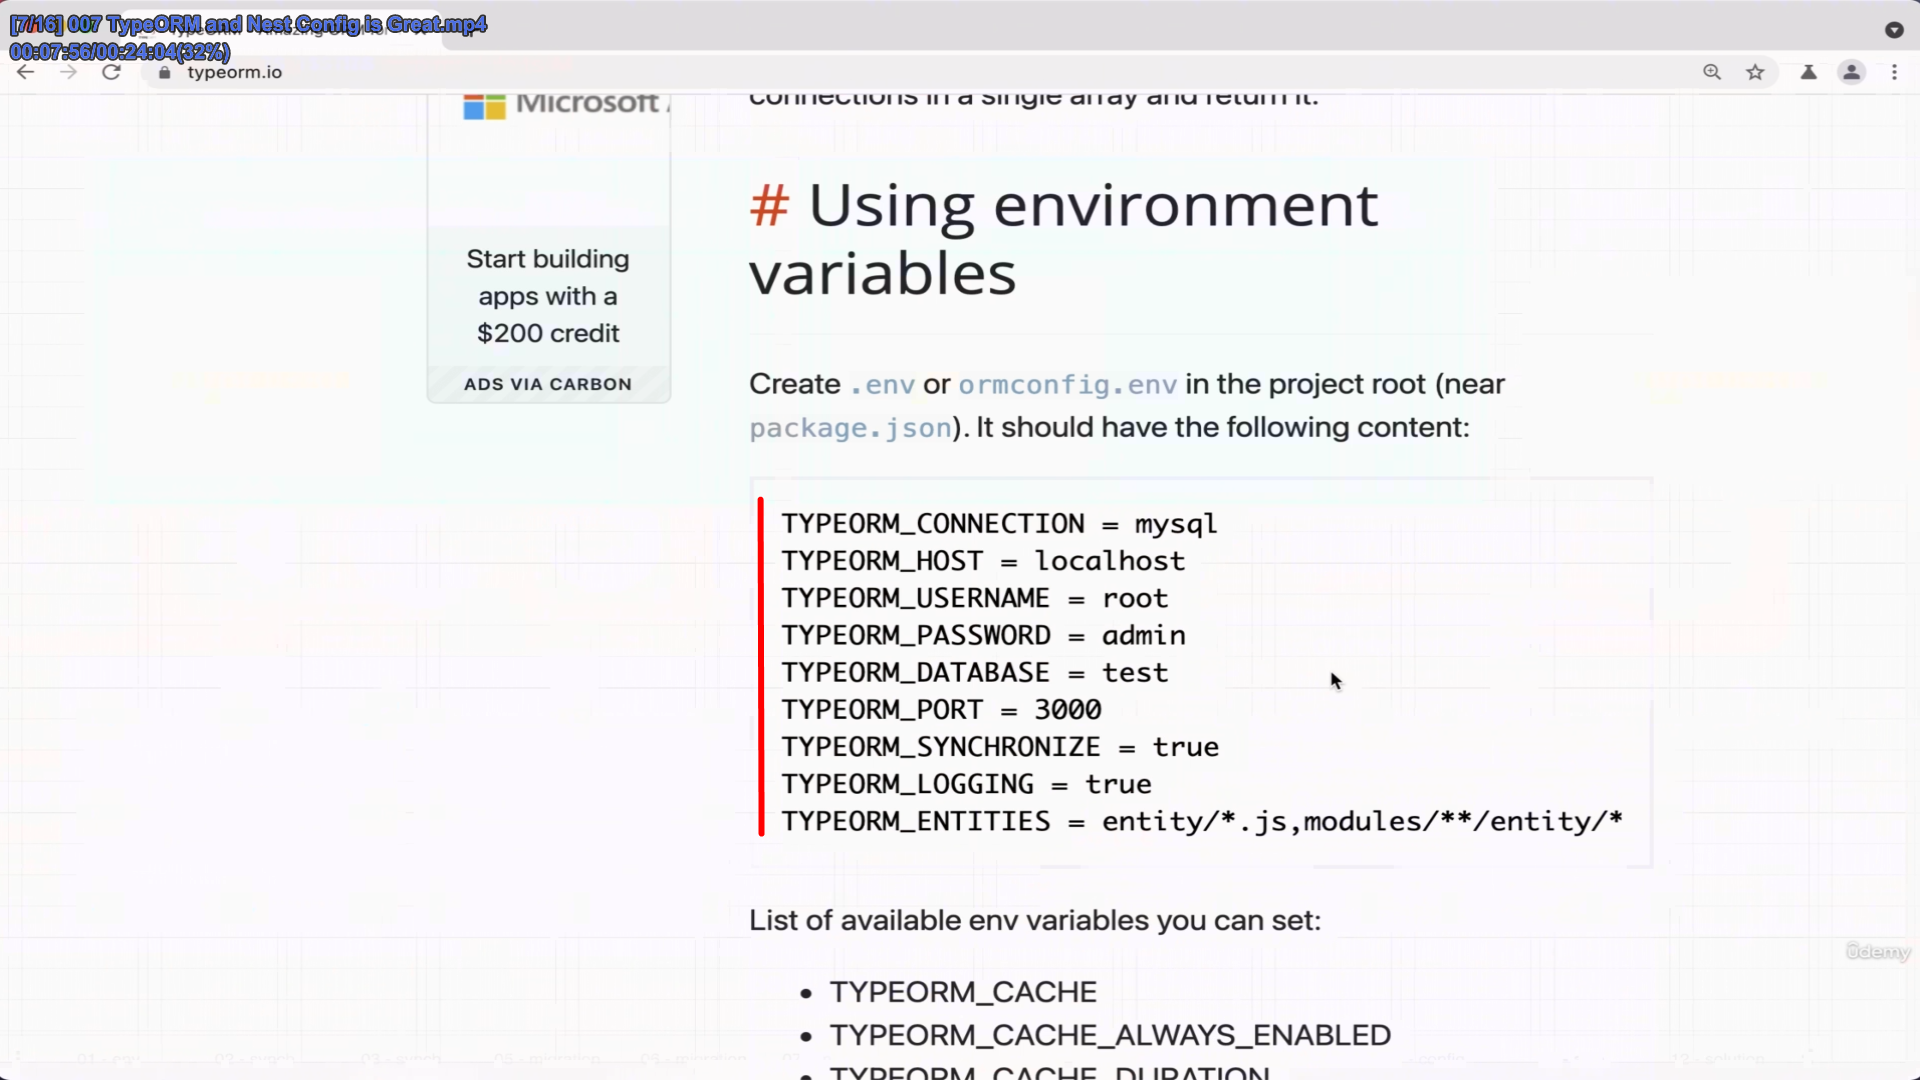 [7/16] 007 TypeORM and Nest Config is Great.mp4
00:07:56/00:24:04(32%)
typeorm.io
connections in a single array and return it.
Microsoft
# Using environment
variables
Start building
apps with a
$200 credit
ADS VIA CARBON
Create .env or ormconfig.env in the project root (near
package.json). It should have the following content:
TYPEORM_CONNECTION = mysql
TYPEORM_HOST = localhost
TYPEORM_USERNAME = root
TYPEORM_PASSWORD = admin
TYPEORM_DATABASE = test
TYPEORM_PORT = 3000
TYPEORM_SYNCHRONIZE = true
TYPEORM_LOGGING = true
TYPEORM_ENTITIES = entity/*.js,modules/**/entity/*
List of available env variables you can set:
• TYPEORM_CACHE
• TYPEORM_CACHE_ALWAYS_ENABLED
• TYPEORM_CACHE_DURATION
ûdemy